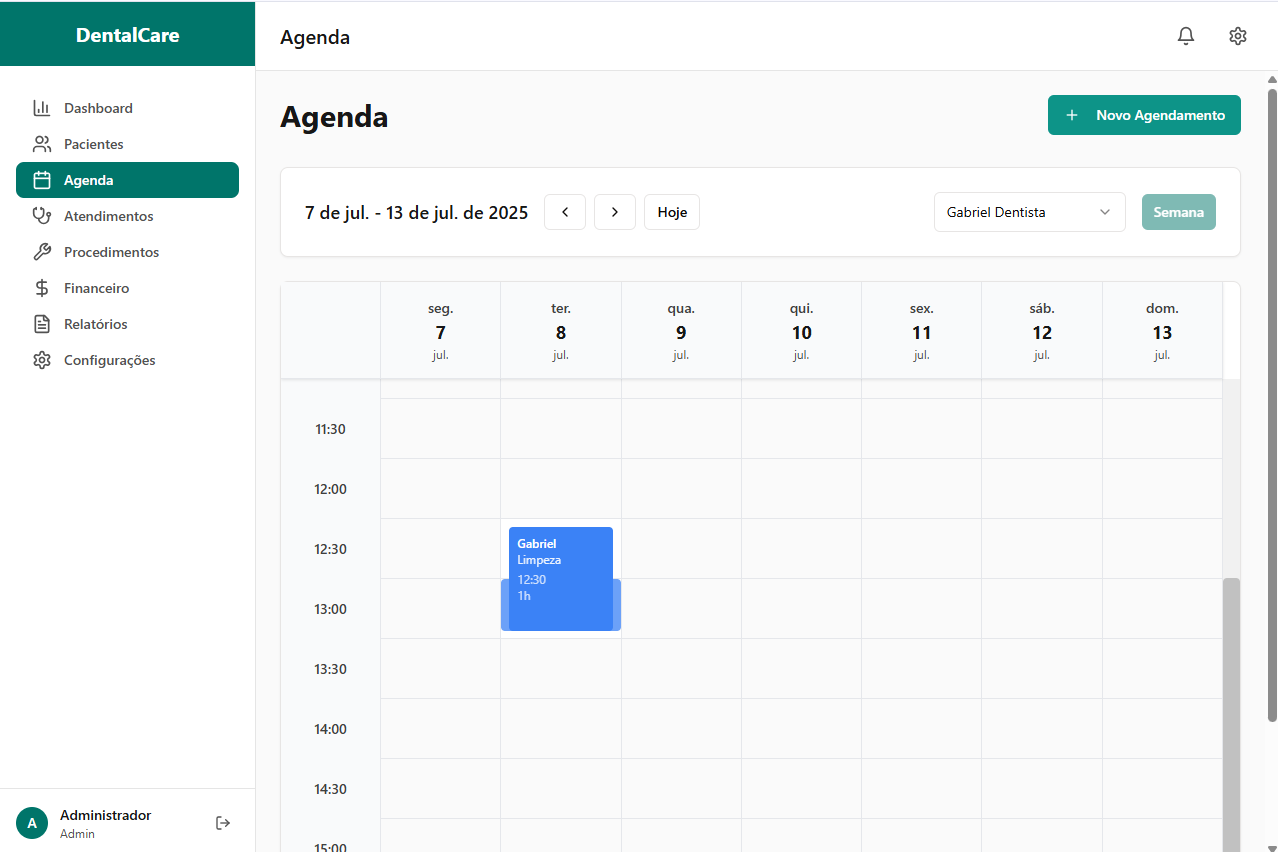 DentalCare
Agenda
Dashboard
Pacientes
Agenda
Atendimentos
Procedimentos
Financeiro
Relatórios
Configurações
A
Administrador
Admin
Agenda
Novo Agendamento
7 de jul. - 13 de jul. de 2025
Hoje
Gabriel Dentista
Semana
seg. ter. qua. qui. sex. sáb. dom.
7 8 9 10 11 12 13
jul. jul. jul. jul. jul. jul. jul.
11:30
12:00
12:30
Gabriel
Limpeza
12:30
1h
13:00
13:30
14:00
14:30
15:00